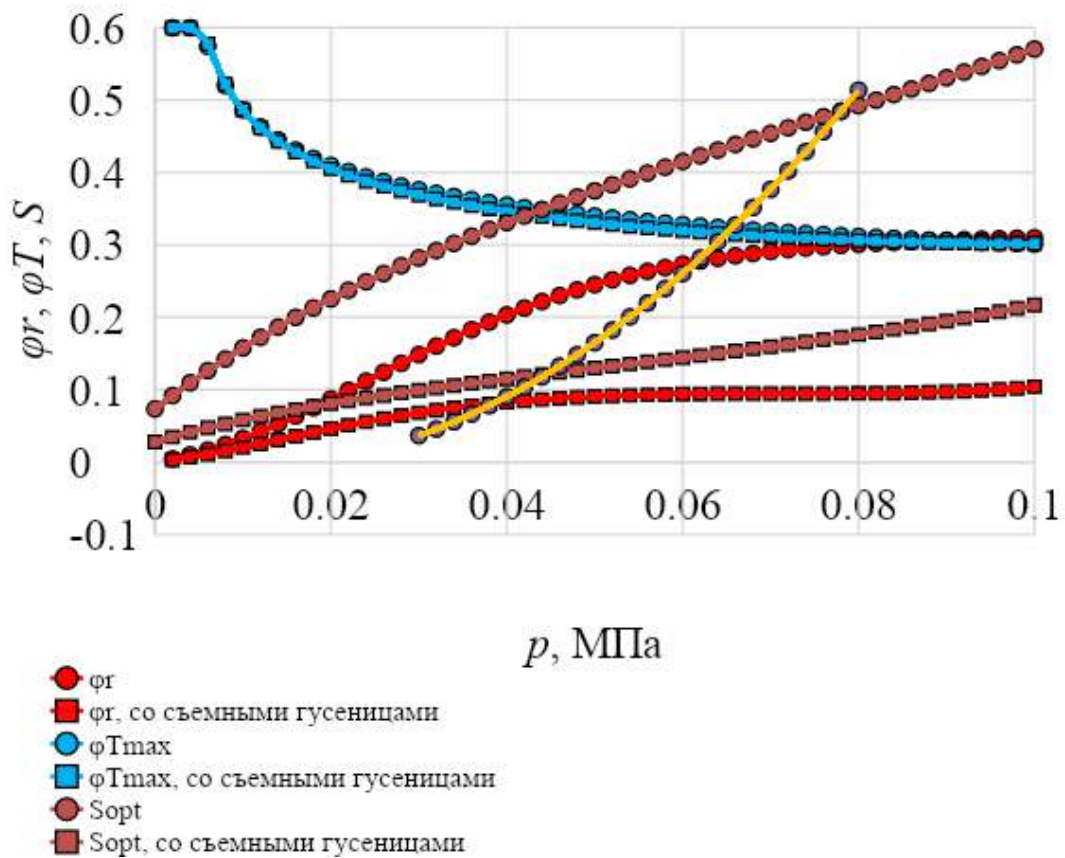 φr, φT, S
0.6
0.5
0.4
0.3
0.2
0.1
0
-0.1
0 0.02 0.04 0.06 0.08 0.1
p, МПа
φr
φr, со съемными гусеницами
φTmax
φTmax, со съемными гусеницами
Sopt
Sopt, со съемными гусеницами